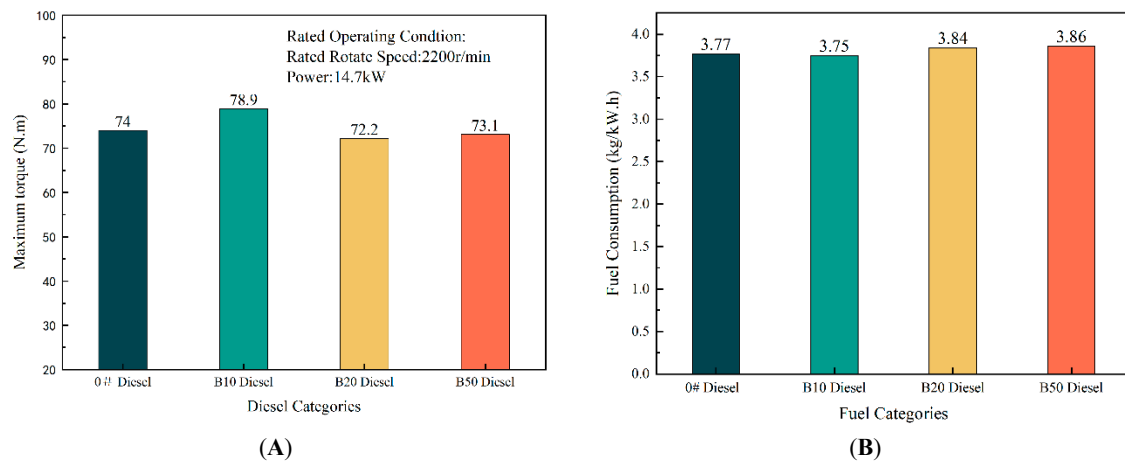 100
90
80
70
60
50
40
30
20
Maximum torque (N.m)
Rated Operating Condtion:
Rated Rotate Speed:2200r/min
Power:14.7kW
74
78.9
72.2
73.1
0# Diesel
B10 Diesel
B20 Diesel
B50 Diesel
Diesel Categories
(A)
4.0
3.5
3.0
2.5
2.0
1.5
1.0
0.5
0.0
Fuel Consumption (kg/kW.h)
3.77
3.75
3.84
3.86
0# Diesel
B10 Diesel
B20 Diesel
B50 Diesel
Fuel Categories
(B)